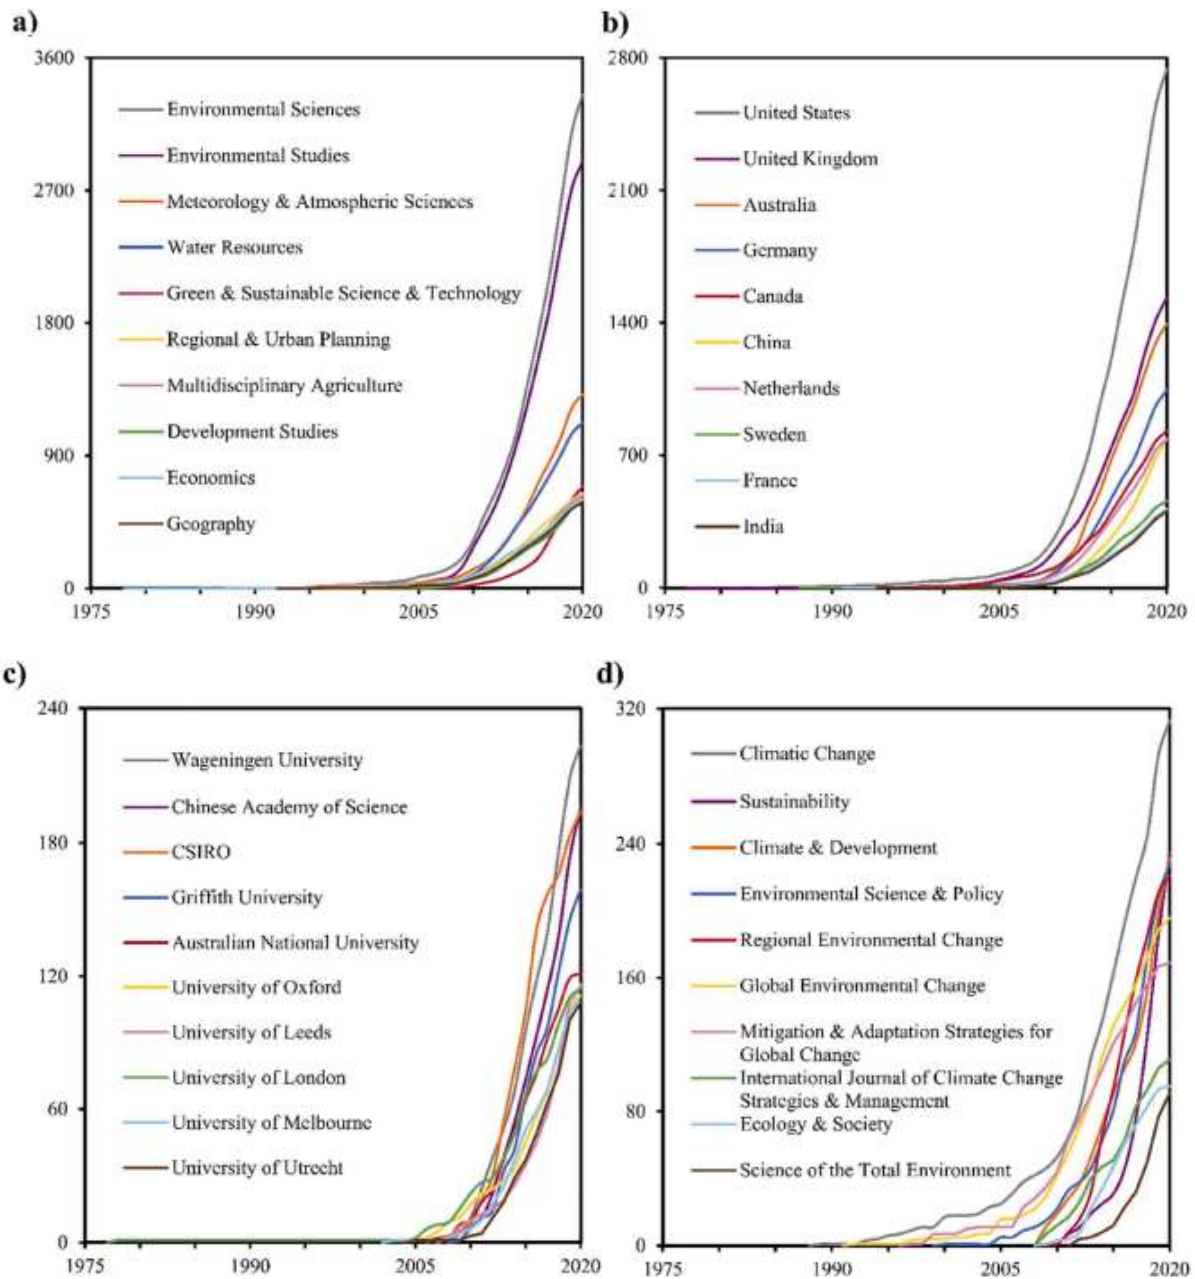 a)
3600
2700
1800
900
0
1975
1990
2005
2020
Environmental Sciences
Environmental Studies
Meteorology & Atmospheric Sciences
Water Resources
Green & Sustainable Science & Technology
Regional & Urban Planning
Multidisciplinary Agriculture
Development Studies
Economics
Geography
b)
2800
2100
1400
700
0
1975
1990
2005
2020
United States
United Kingdom
Australia
Germany
Canada
China
Netherlands
Sweden
France
India
c)
240
180
120
60
0
1975
1990
2005
2020
Wageningen University
Chinese Academy of Science
CSIRO
Griffith University
Australian National University
University of Oxford
University of Leeds
University of London
University of Melbourne
University of Utrecht
d)
320
240
160
80
0
1975
1990
2005
2020
Climatic Change
Sustainability
Climate & Development
Environmental Science & Policy
Regional Environmental Change
Global Environmental Change
Mitigation & Adaptation Strategies for
Global Change
International Journal of Climate Change
Strategies & Management
Ecology & Society
Science of the Total Environment